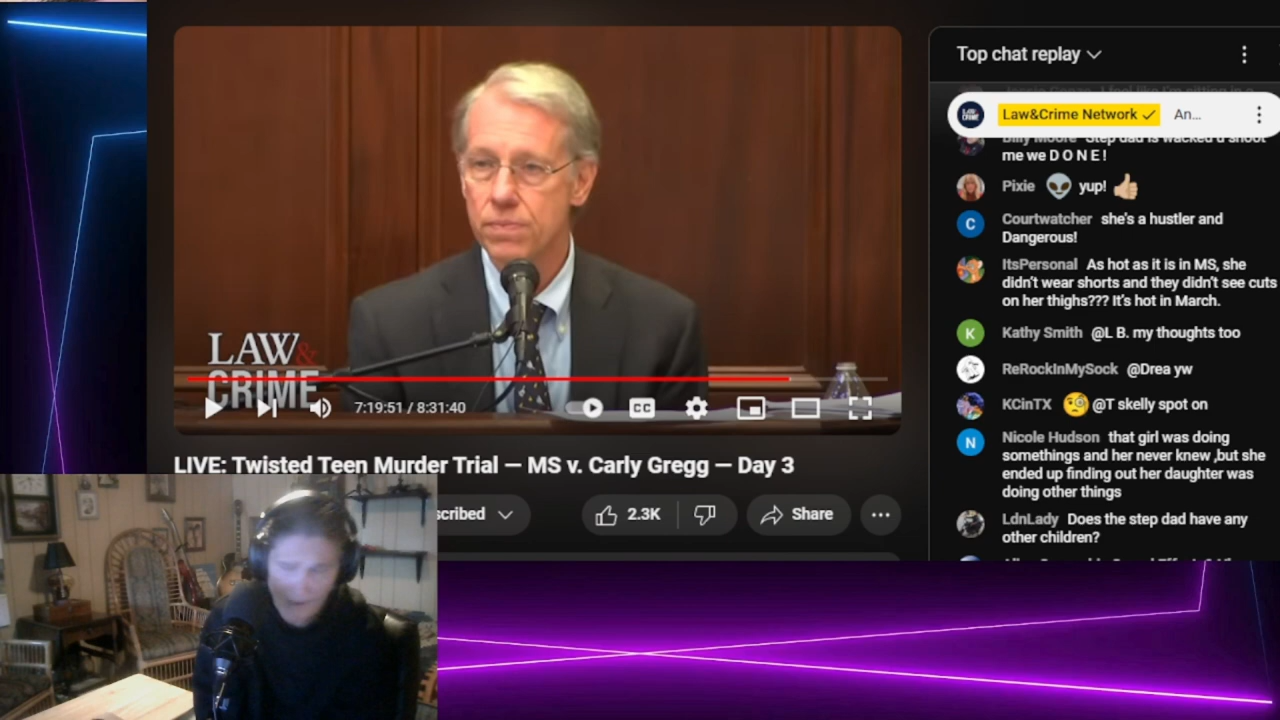 LAW&
CRIME
7:19:51 / 8:31:40
CC
LIVE: Twisted Teen Murder Trial — MS v. Carly Gregg — Day 3
scribed
2.3K
Share
Top chat replay
LAW&
CRIME
Law&Crime Network
An...
Billy Moore Step dad is wacked u shoot
me we D O N E !
Pixie yup!
C
Courtwatcher she's a hustler and
Dangerous!
ItsPersonal As hot as it is in MS, she
didn't wear shorts and they didn't see cuts
on her thighs??? It's hot in March.
K
Kathy Smith @L B. my thoughts too
ReRockInMySock @Drea yw
KCinTX @T skelly spot on
N
Nicole Hudson that girl was doing
somethings and her never knew ,but she
ended up finding out her daughter was
doing other things
LdnLady Does the step dad have any
other children?